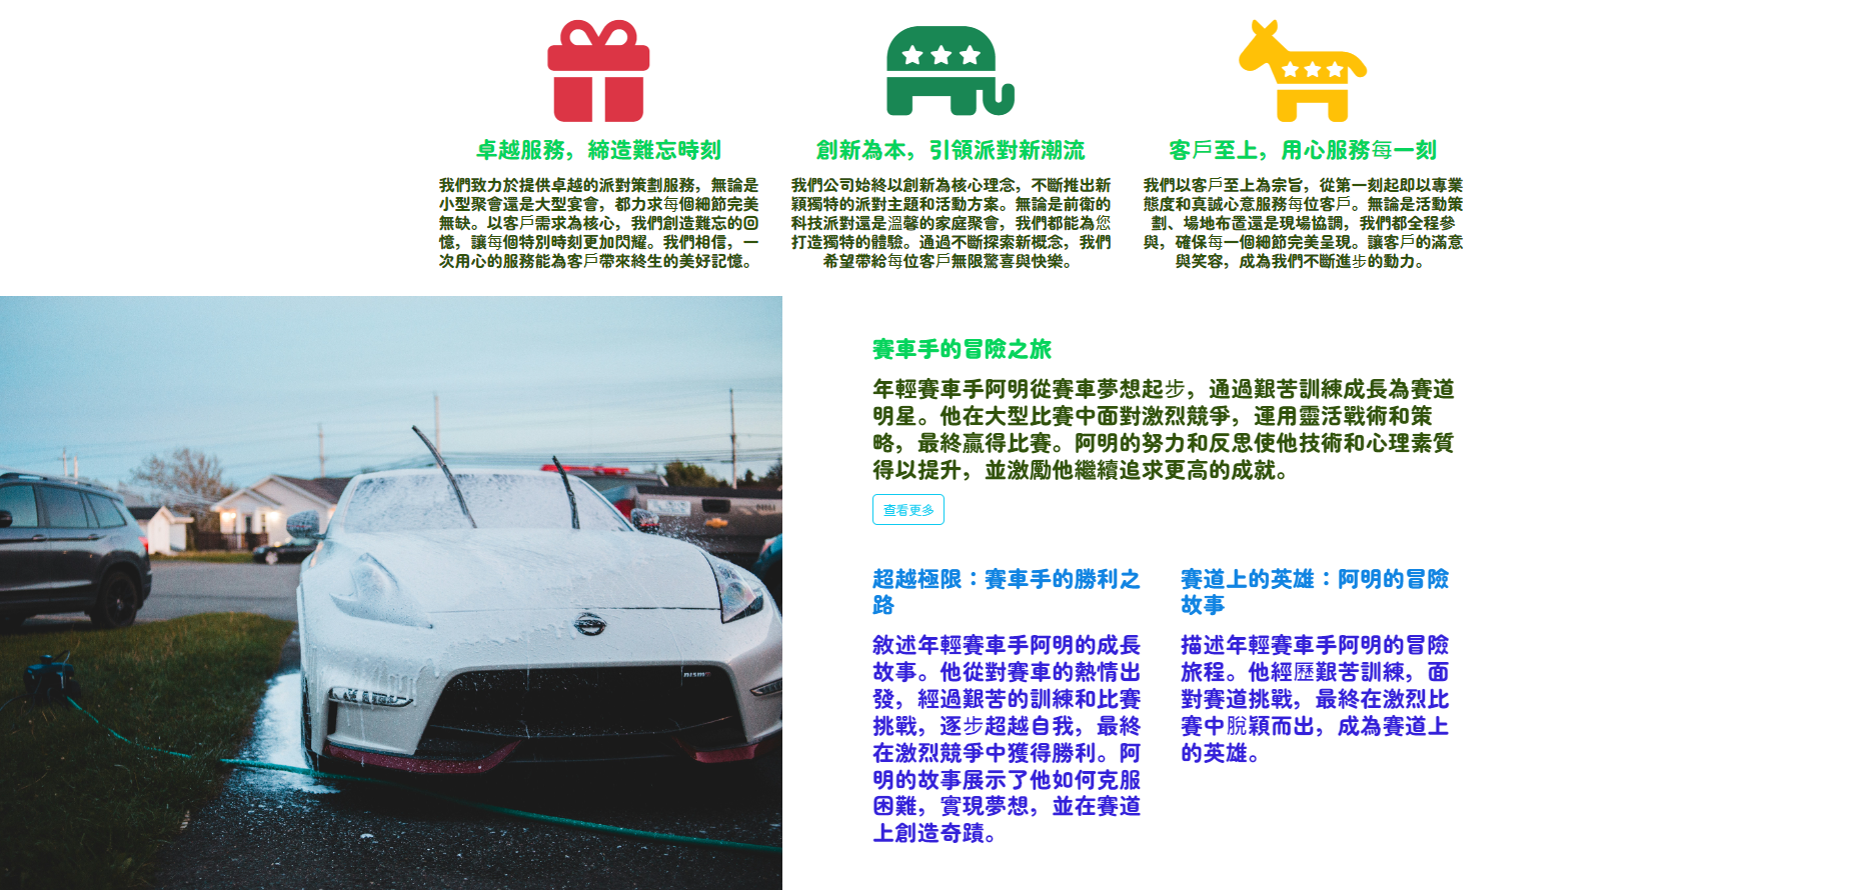 卓越服務，締造難忘時刻
我們致力於提供卓越的派對策劃服務，無論是
小型聚會還是大型宴會，都力求每個細節完美
無缺。以客戶需求為核心，我們創造難忘的回
憶，讓每個特別時刻更加閃耀。我們相信，一
次用心的服務能為客戶帶來終生的美好記憶。
創新為本，引領派對新潮流
我們公司始終以創新為核心理念，不斷推出新
穎獨特的派對主題和活動方案。無論是前衛的
科技派對還是溫馨的家庭聚會，我們都能為您
打造獨特的體驗。通過不斷探索新概念，我們
希望帶給每位客戶無限驚喜與快樂。
客戶至上，用心服務每一刻
我們以客戶至上為宗旨，從第一刻起即以專業
態度和真誠心意服務每位客戶。無論是活動策
劃、場地布置還是現場協調，我們都全程參
與，確保每一個細節完美呈現。讓客戶的滿意
與笑容，成為我們不斷進步的動力。
賽車手的冒險之旅
年輕賽車手阿明從賽車夢想起步，通過艱苦訓練成長為賽道
明星。他在大型比賽中面對激烈競爭，運用靈活戰術和策
略，最終贏得比賽。阿明的努力和反思使他技術和心理素質
得以提升，並激勵他繼續追求更高的成就。
查看更多
超越極限：賽車手的勝利之
路
敘述年輕賽車手阿明的成長
故事。他從對賽車的熱情出
發，經過艱苦的訓練和比賽
挑戰，逐步超越自我，最終
在激烈競爭中獲得勝利。阿
明的故事展示了他如何克服
困難，實現夢想，並在賽道
上創造奇蹟。
賽道上的英雄：阿明的冒險
故事
描述年輕賽車手阿明的冒險
旅程。他經歷艱苦訓練，面
對賽道挑戰，最終在激烈比
賽中脫穎而出，成為賽道上
的英雄。